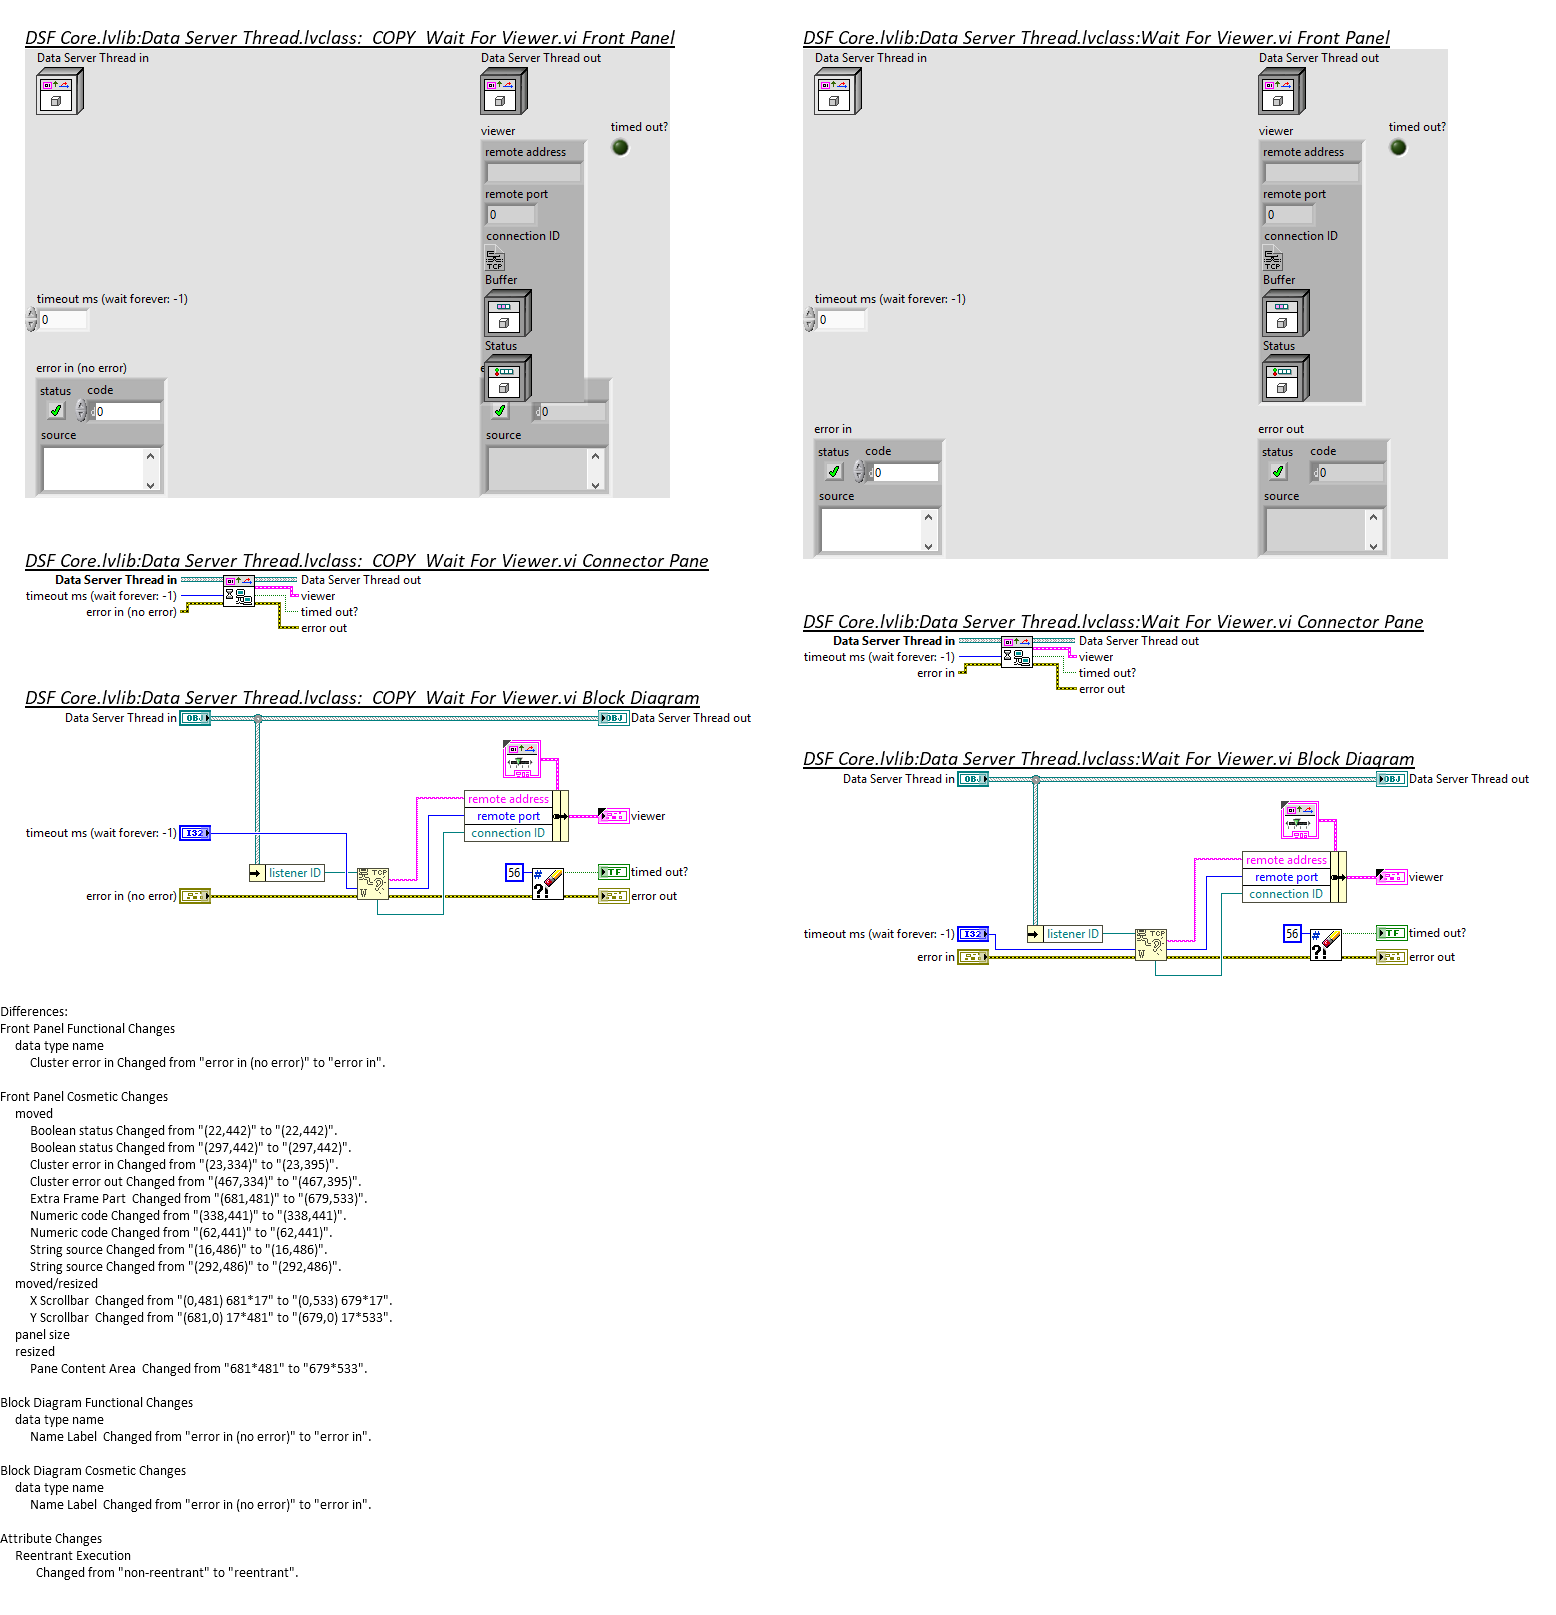 DSF Core.lvlib:Data Server Thread.lvclass:  COPY  Wait For Viewer.vi Front Panel
Data Server Thread in
Data Server Thread out
viewer
timed out?
remote address
remote port
0
connection ID
TCP
Buffer
timeout ms (wait forever: -1)
0
Status
error in (no error)
status
code
0
source
0
source
DSF Core.lvlib:Data Server Thread.lvclass:  COPY  Wait For Viewer.vi Connector Pane
Data Server Thread in
Data Server Thread out
timeout ms (wait forever: -1)
viewer
error in (no error)
timed out?
error out
DSF Core.lvlib:Data Server Thread.lvclass:  COPY  Wait For Viewer.vi Block Diagram
Data Server Thread in
OBJ
OBJ
Data Server Thread out
remote address
remote port
viewer
timeout ms (wait forever: -1)
I32
connection ID
listener ID
TCP
56
#
?!
TF
timed out?
error in (no error)
error out
DSF Core.lvlib:Data Server Thread.lvclass:Wait For Viewer.vi Front Panel
Data Server Thread in
Data Server Thread out
viewer
timed out?
remote address
remote port
0
connection ID
TCP
Buffer
timeout ms (wait forever: -1)
0
Status
error in
error out
status
code
0
status
code
0
source
source
DSF Core.lvlib:Data Server Thread.lvclass:Wait For Viewer.vi Connector Pane
Data Server Thread in
Data Server Thread out
timeout ms (wait forever: -1)
viewer
error in
timed out?
error out
DSF Core.lvlib:Data Server Thread.lvclass:Wait For Viewer.vi Block Diagram
Data Server Thread in
OBJ
OBJ
Data Server Thread out
remote address
remote port
viewer
connection ID
timeout ms (wait forever: -1)
I32
listener ID
TCP
56
#
?!
TF
timed out?
error in
error out
Differences:
Front Panel Functional Changes
data type name
Cluster error in Changed from "error in (no error)" to "error in".
Front Panel Cosmetic Changes
moved
Boolean status Changed from "(22,442)" to "(22,442)".
Boolean status Changed from "(297,442)" to "(297,442)".
Cluster error in Changed from "(23,334)" to "(23,395)".
Cluster error out Changed from "(467,334)" to "(467,395)".
Extra Frame Part  Changed from "(681,481)" to "(679,533)".
Numeric code Changed from "(338,441)" to "(338,441)".
Numeric code Changed from "(62,441)" to "(62,441)".
String source Changed from "(16,486)" to "(16,486)".
String source Changed from "(292,486)" to "(292,486)".
moved/resized
X Scrollbar  Changed from "(0,481) 681*17" to "(0,533) 679*17".
Y Scrollbar  Changed from "(681,0) 17*481" to "(679,0) 17*533".
panel size
resized
Pane Content Area  Changed from "681*481" to "679*533".
Block Diagram Functional Changes
data type name
Name Label  Changed from "error in (no error)" to "error in".
Block Diagram Cosmetic Changes
data type name
Name Label  Changed from "error in (no error)" to "error in".
Attribute Changes
Reentrant Execution
Changed from "non-reentrant" to "reentrant".